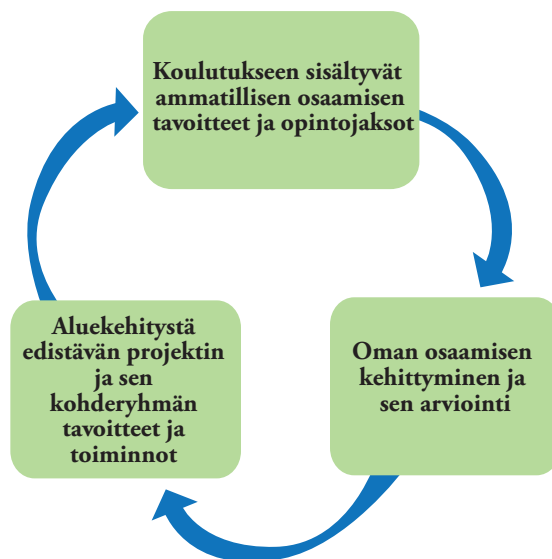 Koulutukseen sisältyvät
ammatillisen osaamisen
tavoitteet ja opintojaksot
Oman osaamisen
kehittyminen ja
sen arviointi
Aluekehitystä
edistävän projektin
ja sen
kohderyhmän
tavoitteet ja
toiminnot